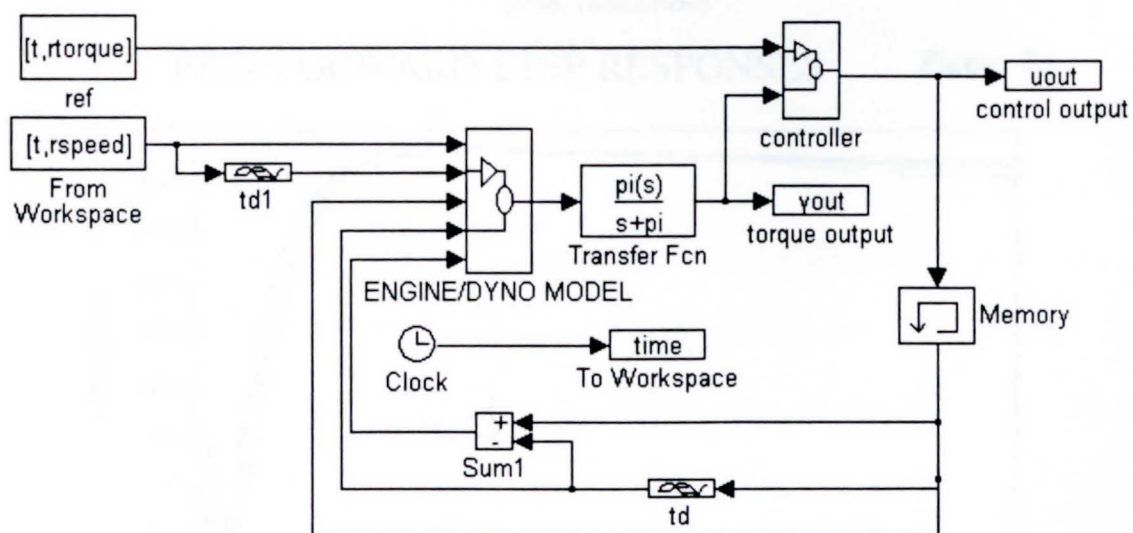 [t,rtorque]
ref
[t,rspeed]
From
Workspace
td1
ENGINE/DYNO MODEL
pi(s)
s+pi
Transfer Fcn
controller
uout
control output
yout
torque output
Memory
Clock
time
To Workspace
+
-
Sum1
td